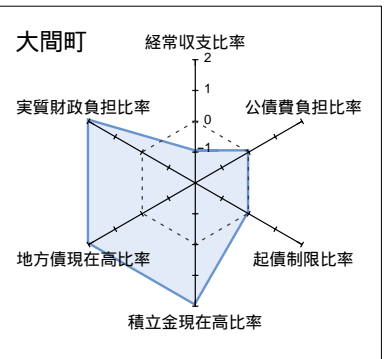 大間町
経常収支比率
2
1
0
-1
実質財政負担比率
公債費負担比率
地方債現在高比率
起債制限比率
積立金現在高比率